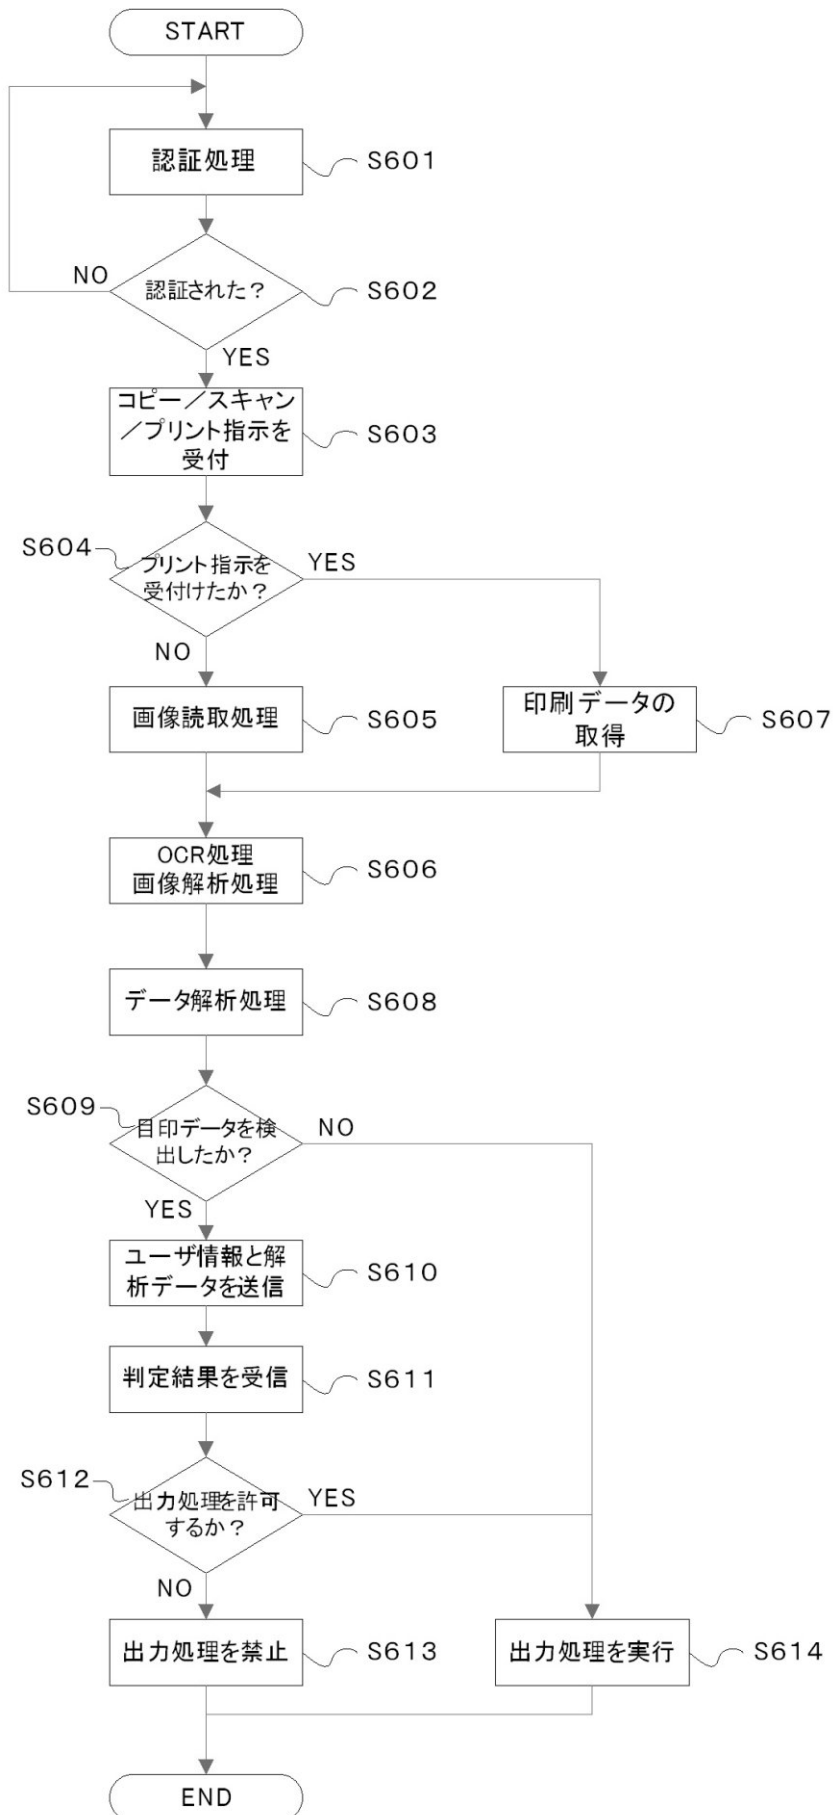 START
認証処理
S601
認証された？
S602
NO
YES
コピー／スキャン
／プリント指示を
受付
S603
S604
プリント指示を
受付けたか？
YES
NO
画像読取処理
S605
印刷データの
取得
S607
OCR処理
画像解析処理
S606
データ解析処理
S608
S609
目印データを検
出したか？
NO
YES
ユーザ情報と解
析データを送信
S610
判定結果を受信
S611
S612
出力処理を許可
するか？
YES
NO
出力処理を禁止
S613
出力処理を実行
S614
END